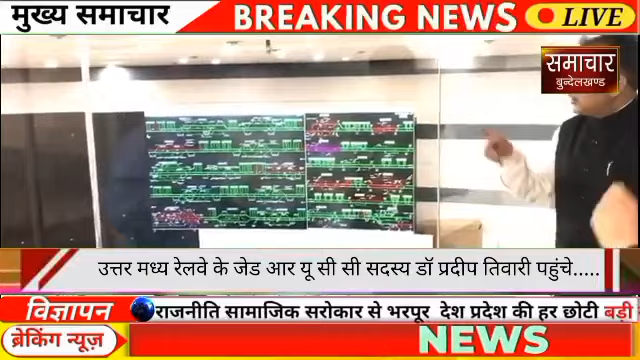 मुख्य समाचार
BREAKING NEWS
LIVE
समाचार
बुन्देलखण्ड
उत्तर मध्य रेलवे के जेड आर यू सी सी सदस्य डॉ प्रदीप तिवारी पहुंचे.....
विज्ञापन
राजनीति सामाजिक सरोकार से भरपूर देश प्रदेश की हर छोटी बड़ी
ब्रेकिंग न्यूज़
NEWS